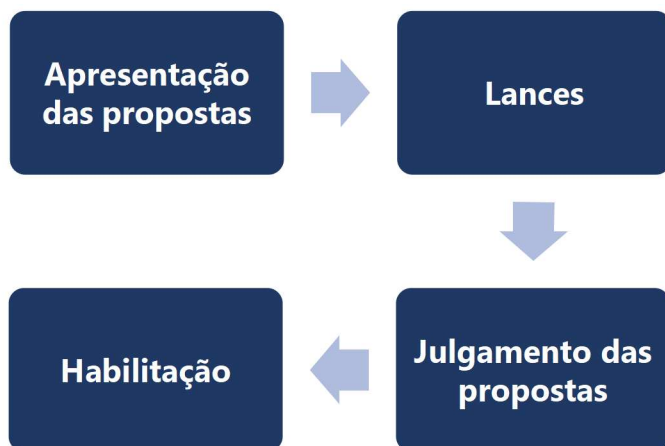 Apresentação
das propostas
Lances
Julgamento das
propostas
Habilitação